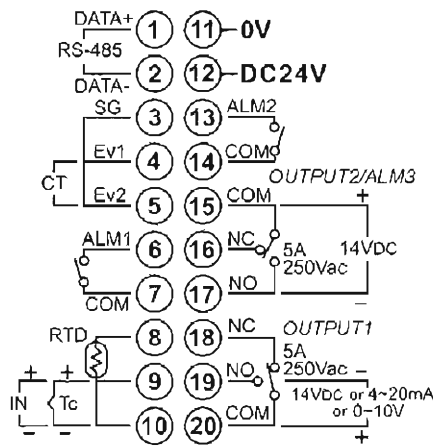 DATA+
1
11
0V
RS-485
2
12
DC24V
DATA-
SG
3
13
ALM2
Ev1
4
14
COM
CT
OUTPUT2/ALM3
Ev2
5
15
COM
+
ALM1
6
16
NC
5A
250Vac
14VDC
COM
7
17
NO
–
RTD
8
18
NC
OUTPUT1
5A
250Vac
+
+
9
19
NO
–
IN
Tc
14VDC or 4~20mA
or 0~10V
–
–
10
20
COM
+